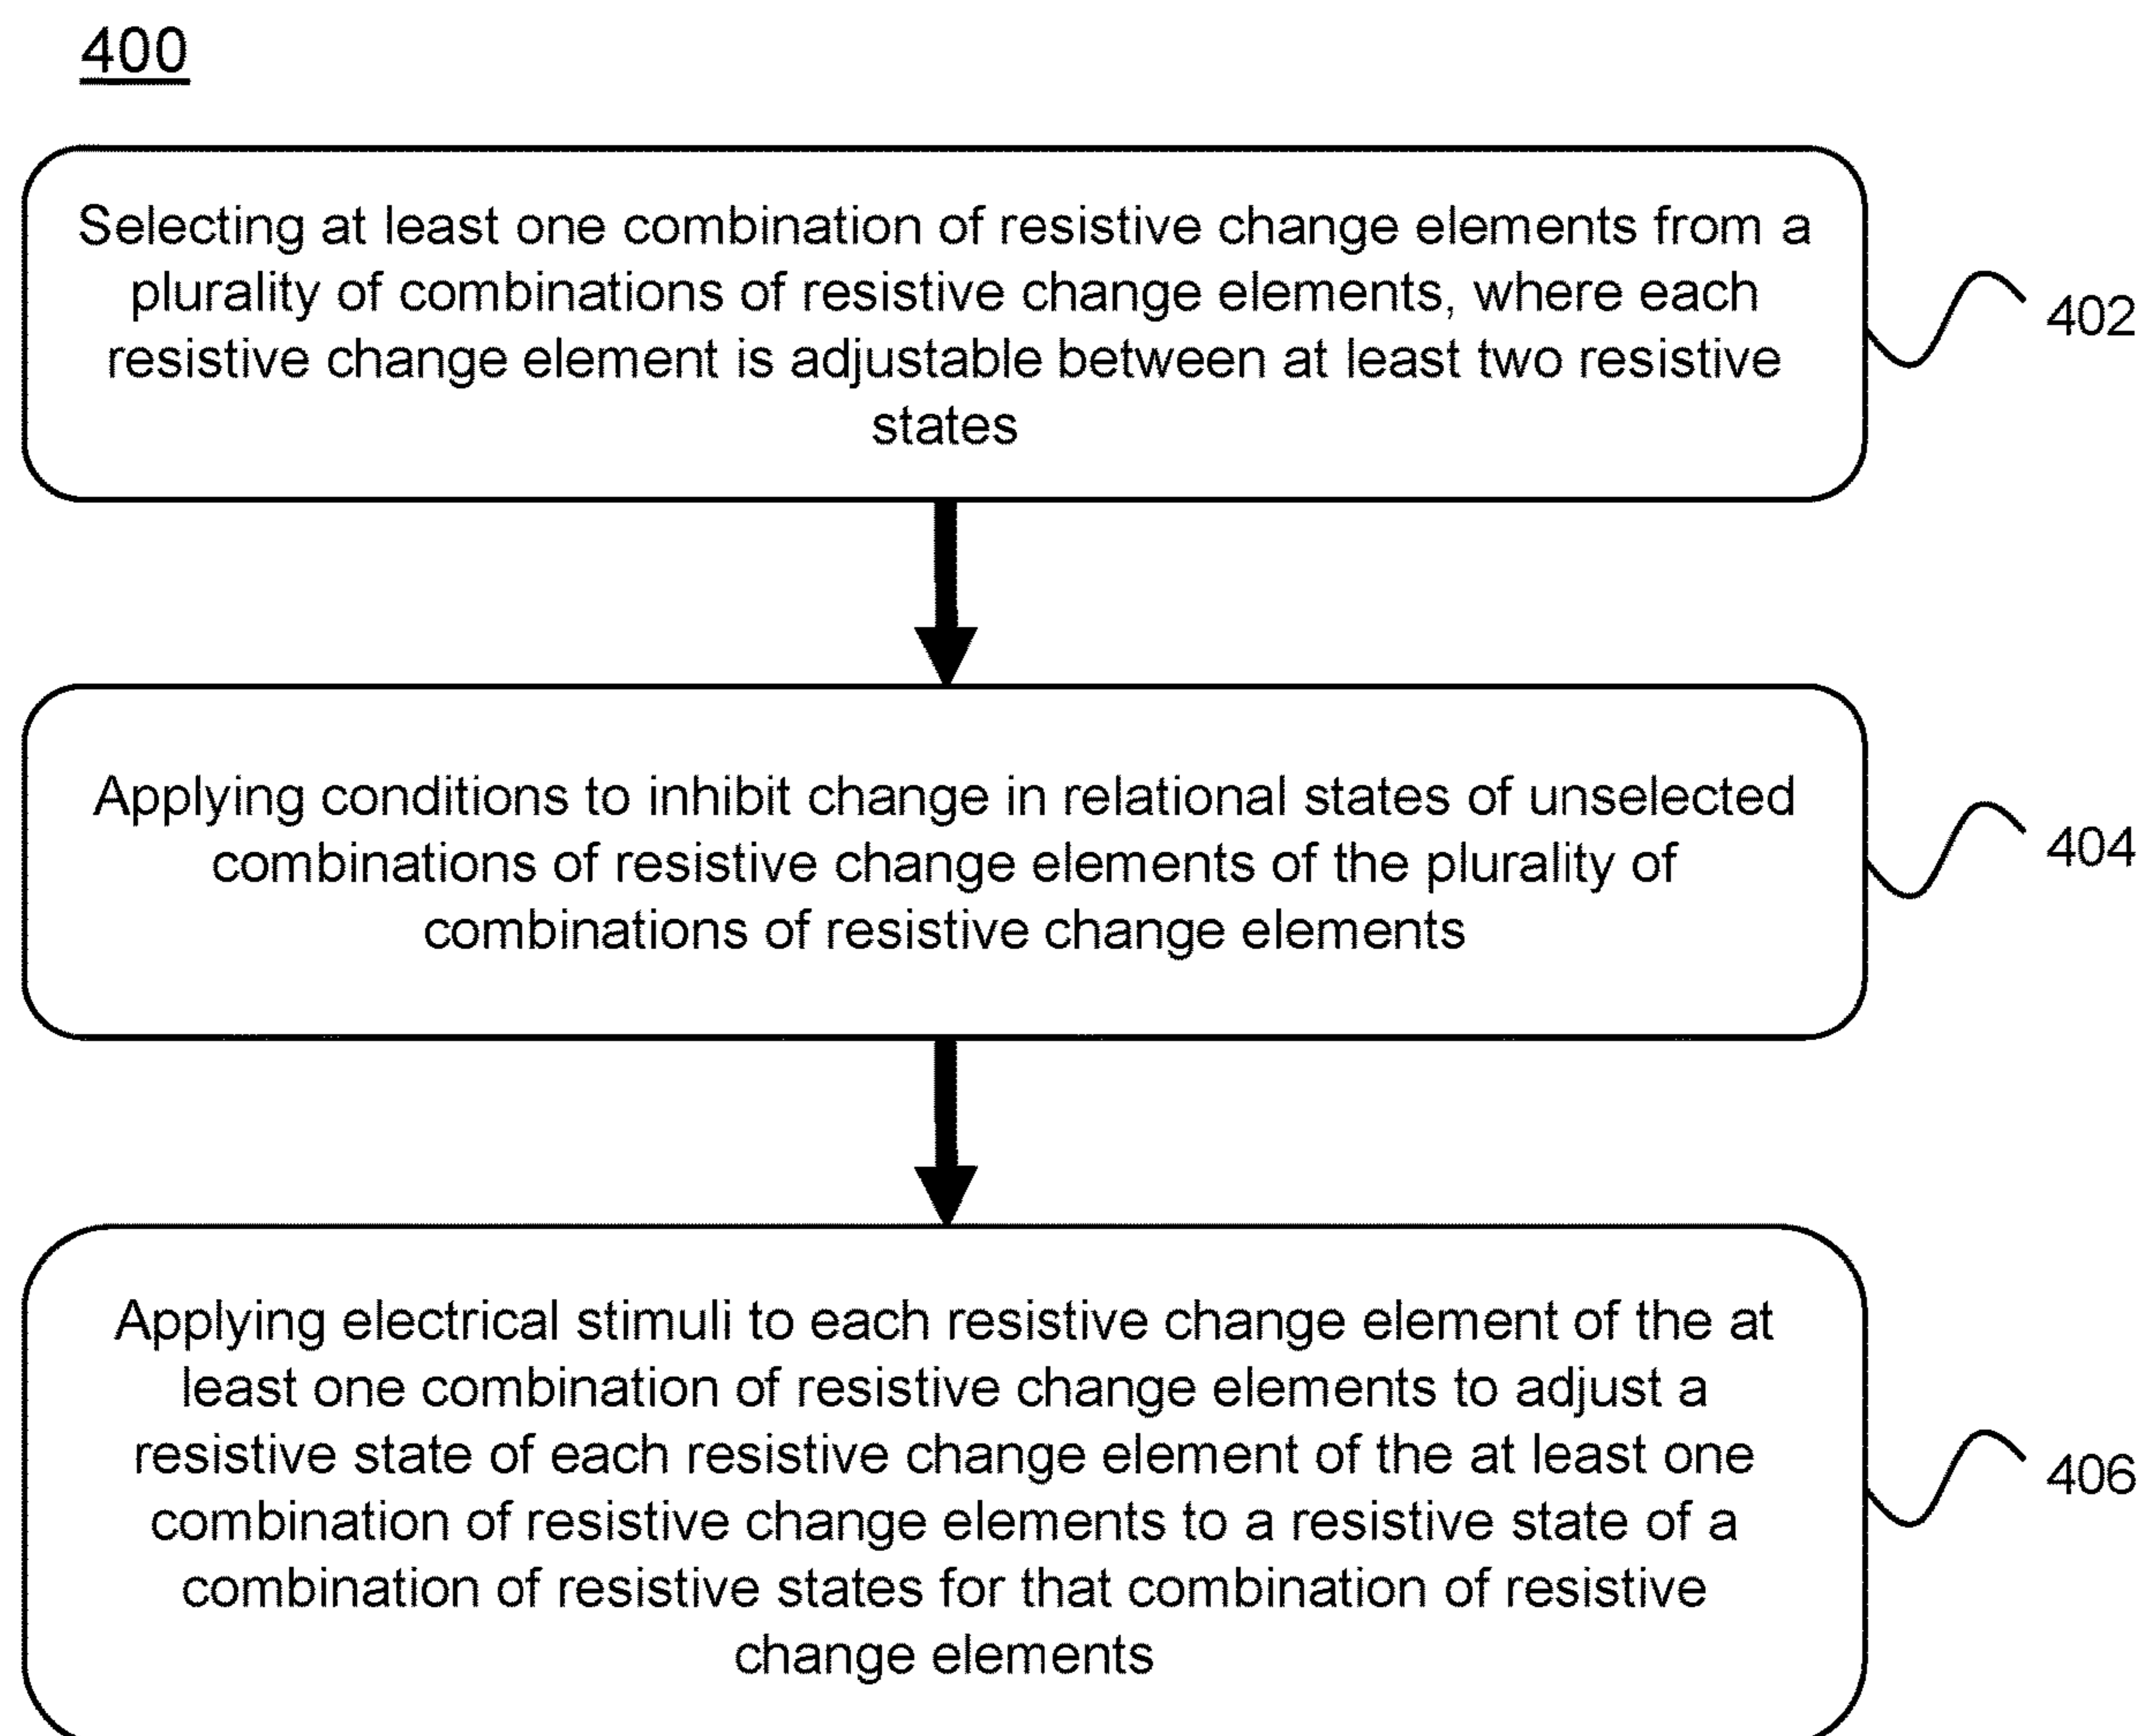 400
Selecting at least one combination of resistive change elements from a
plurality of combinations of resistive change elements, where each
resistive change element is adjustable between at least two resistive
states
402
Applying conditions to inhibit change in relational states of unselected
combinations of resistive change elements of the plurality of
combinations of resistive change elements
404
Applying electrical stimuli to each resistive change element of the at
least one combination of resistive change elements to adjust a
resistive state of each resistive change element of the at least one
combination of resistive change elements to a resistive state of a
combination of resistive states for that combination of resistive
change elements
406